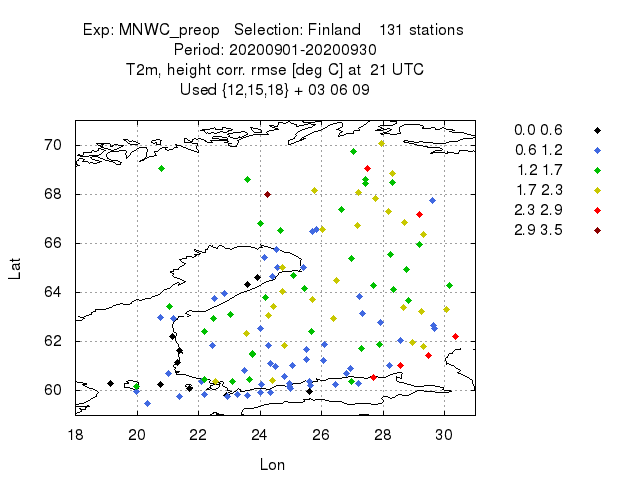 Exp: MNWC_preop   Selection: Finland    131 stations
Period: 20200901-20200930
T2m, height corr. rmse [deg C] at  21 UTC
Used {12,15,18} + 03 06 09
0.0 0.6
0.6 1.2
1.2 1.7
1.7 2.3
2.3 2.9
2.9 3.5
Lat
70
68
66
64
62
60
18 20 22 24 26 28 30
Lon